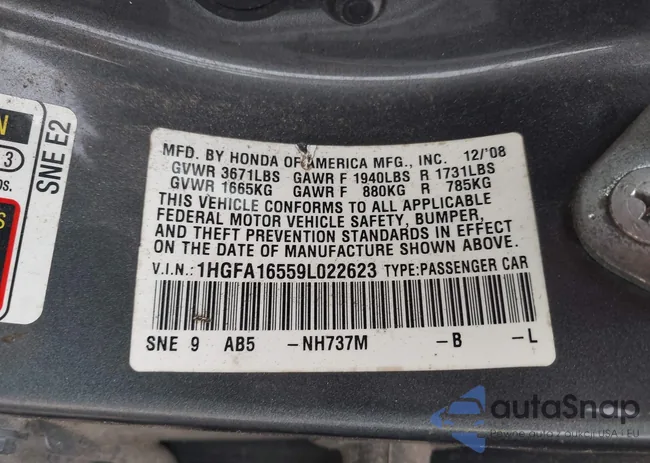 MFD. BY HONDA OF AMERICA MFG., INC. 12/'08
GVWR 3671LBS GAWR F 1940LBS R 1731LBS
GVWR 1665KG GAWR F 880KG R 785KG
THIS VEHICLE CONFORMS TO ALL APPLICABLE
FEDERAL MOTOR VEHICLE SAFETY, BUMPER,
AND THEFT PREVENTION STANDARDS IN EFFECT
ON THE DATE OF MANUFACTURE SHOWN ABOVE.
V.I.N.: 1HGFA16559L022623 TYPE:PASSENGER CAR
SNE 9 AB5 -NH737M -B -L
SNE E2
3
autaSnap